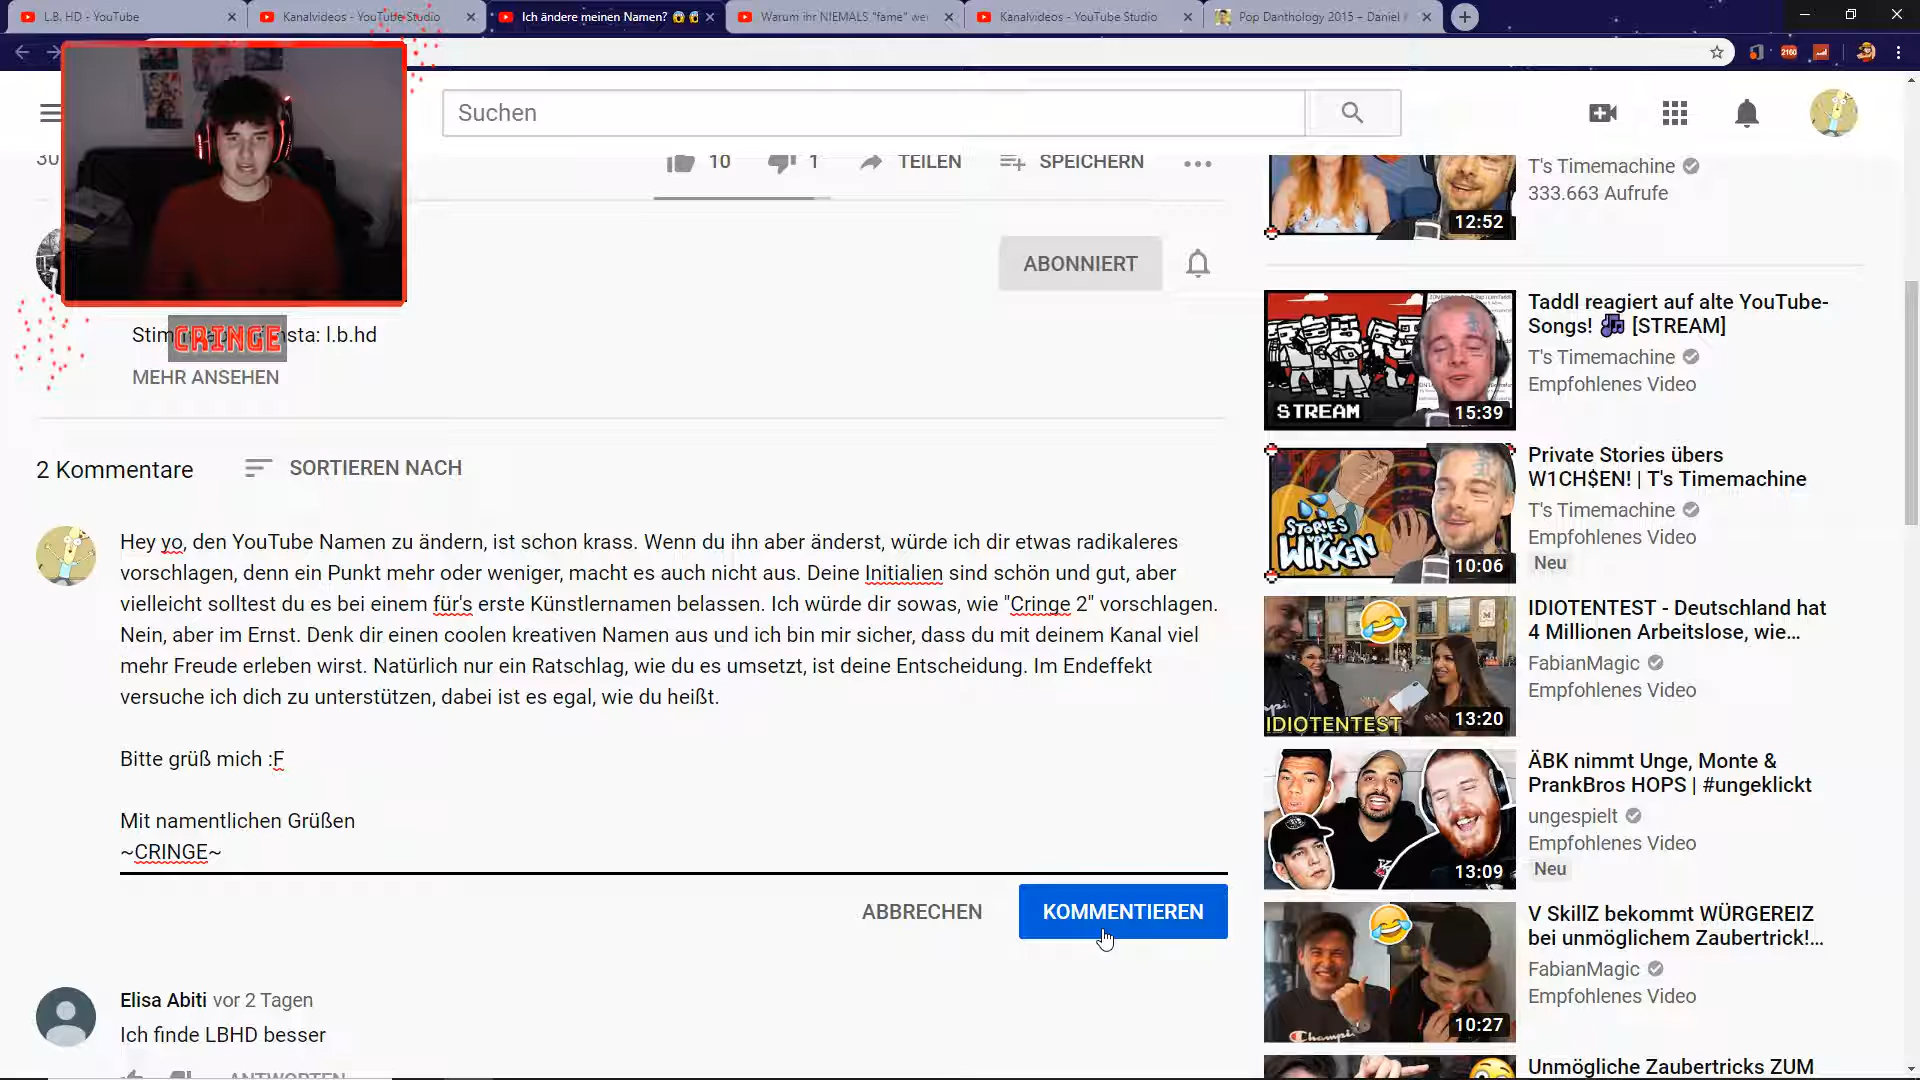 L.B. HD - YouTube
Kanalvideos - YouTube Studio
Ich ändere meinen Namen? 😱
Warum ihr NIEMALS "fame" wer
Kanalvideos - YouTube Studio
Pop Danthology 2015 – Daniel
2160
Suchen
10
1
TEILEN
SPEICHERN
ABONNIERT
CRINGE
Stim
nsta: l.b.hd
MEHR ANSEHEN
2 Kommentare
SORTIEREN NACH
Hey yo, den YouTube Namen zu ändern, ist schon krass. Wenn du ihn aber änderst, würde ich dir etwas radikaleres
vorschlagen, denn ein Punkt mehr oder weniger, macht es auch nicht aus. Deine Initialien sind schön und gut, aber
vielleicht solltest du es bei einem für's erste Künstlernamen belassen. Ich würde dir sowas, wie "Cringe 2" vorschlagen.
Nein, aber im Ernst. Denk dir einen coolen kreativen Namen aus und ich bin mir sicher, dass du mit deinem Kanal viel
mehr Freude erleben wirst. Natürlich nur ein Ratschlag, wie du es umsetzt, ist deine Entscheidung. Im Endeffekt
versuche ich dich zu unterstützen, dabei ist es egal, wie du heißt.
Bitte grüß mich :F
Mit namentlichen Grüßen
~CRINGE~
ABBRECHEN
KOMMENTIEREN
Elisa Abiti vor 2 Tagen
Ich finde LBHD besser
ANTWORTEN
T's Timemachine
333.663 Aufrufe
12:52
Taddl reagiert auf alte YouTube-
Songs! 🎶 [STREAM]
T's Timemachine
Empfohlenes Video
STREAM
15:39
Private Stories übers
W1CH$EN! | T's Timemachine
T's Timemachine
Empfohlenes Video
Neu
STORIES
VOM
WIKKEN
10:06
IDIOTENTEST - Deutschland hat
4 Millionen Arbeitslose, wie...
FabianMagic
Empfohlenes Video
IDIOTENTEST
13:20
ÄBK nimmt Unge, Monte &
PrankBros HOPS | #ungeklickt
ungespielt
Empfohlenes Video
Neu
13:09
V SkillZ bekommt WÜRGEREIZ
bei unmöglichem Zaubertrick!...
FabianMagic
Empfohlenes Video
Champi
10:27
Unmögliche Zaubertricks ZUM